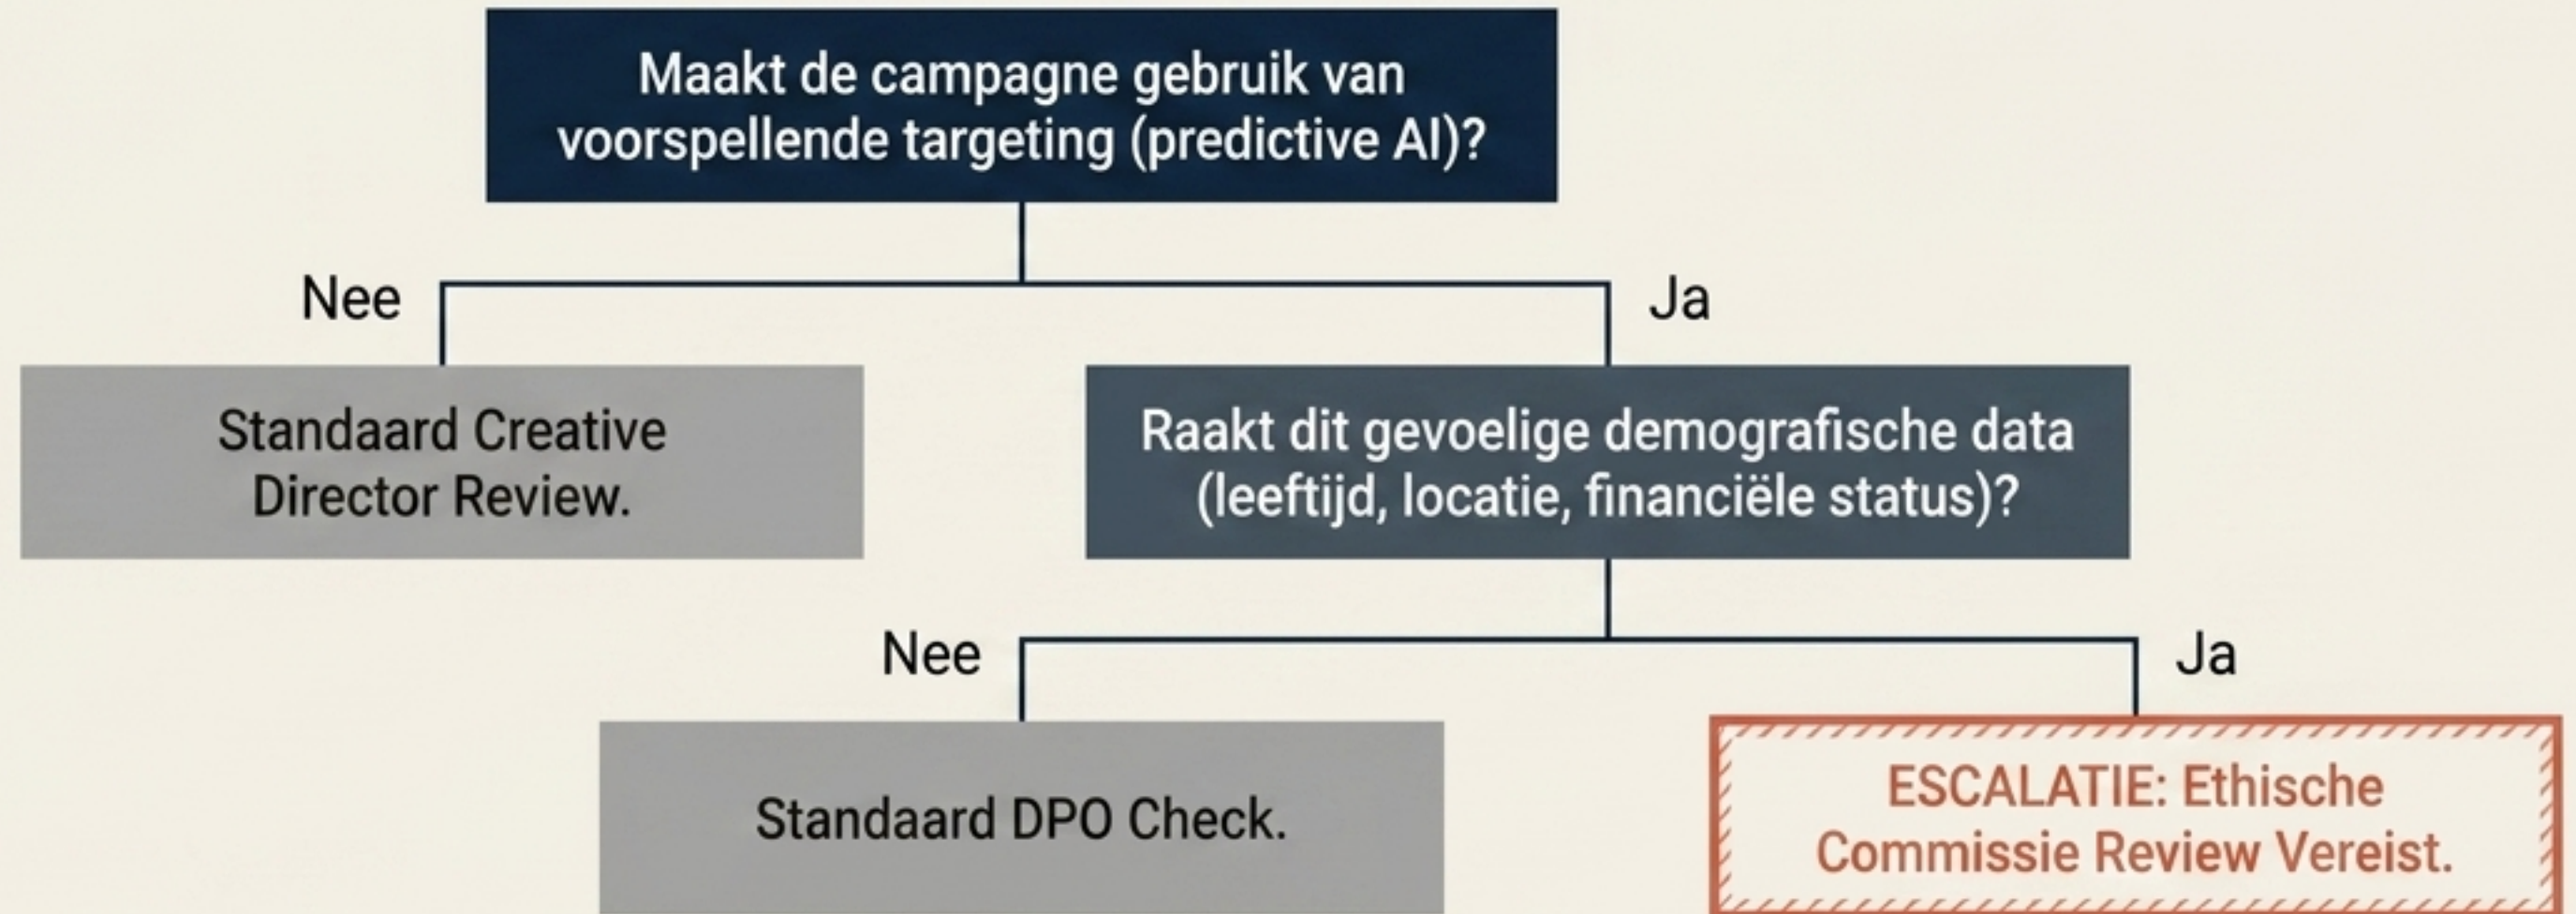 Maakt de campagne gebruik van
voorspellende targeting (predictive AI)?
Nee
Ja
Standaard Creative
Director Review.
Raakt dit gevoelige demografische data
(leeftijd, locatie, financiële status)?
Nee
Ja
Standaard DPO Check.
ESCALATIE: Ethische
Commissie Review Vereist.